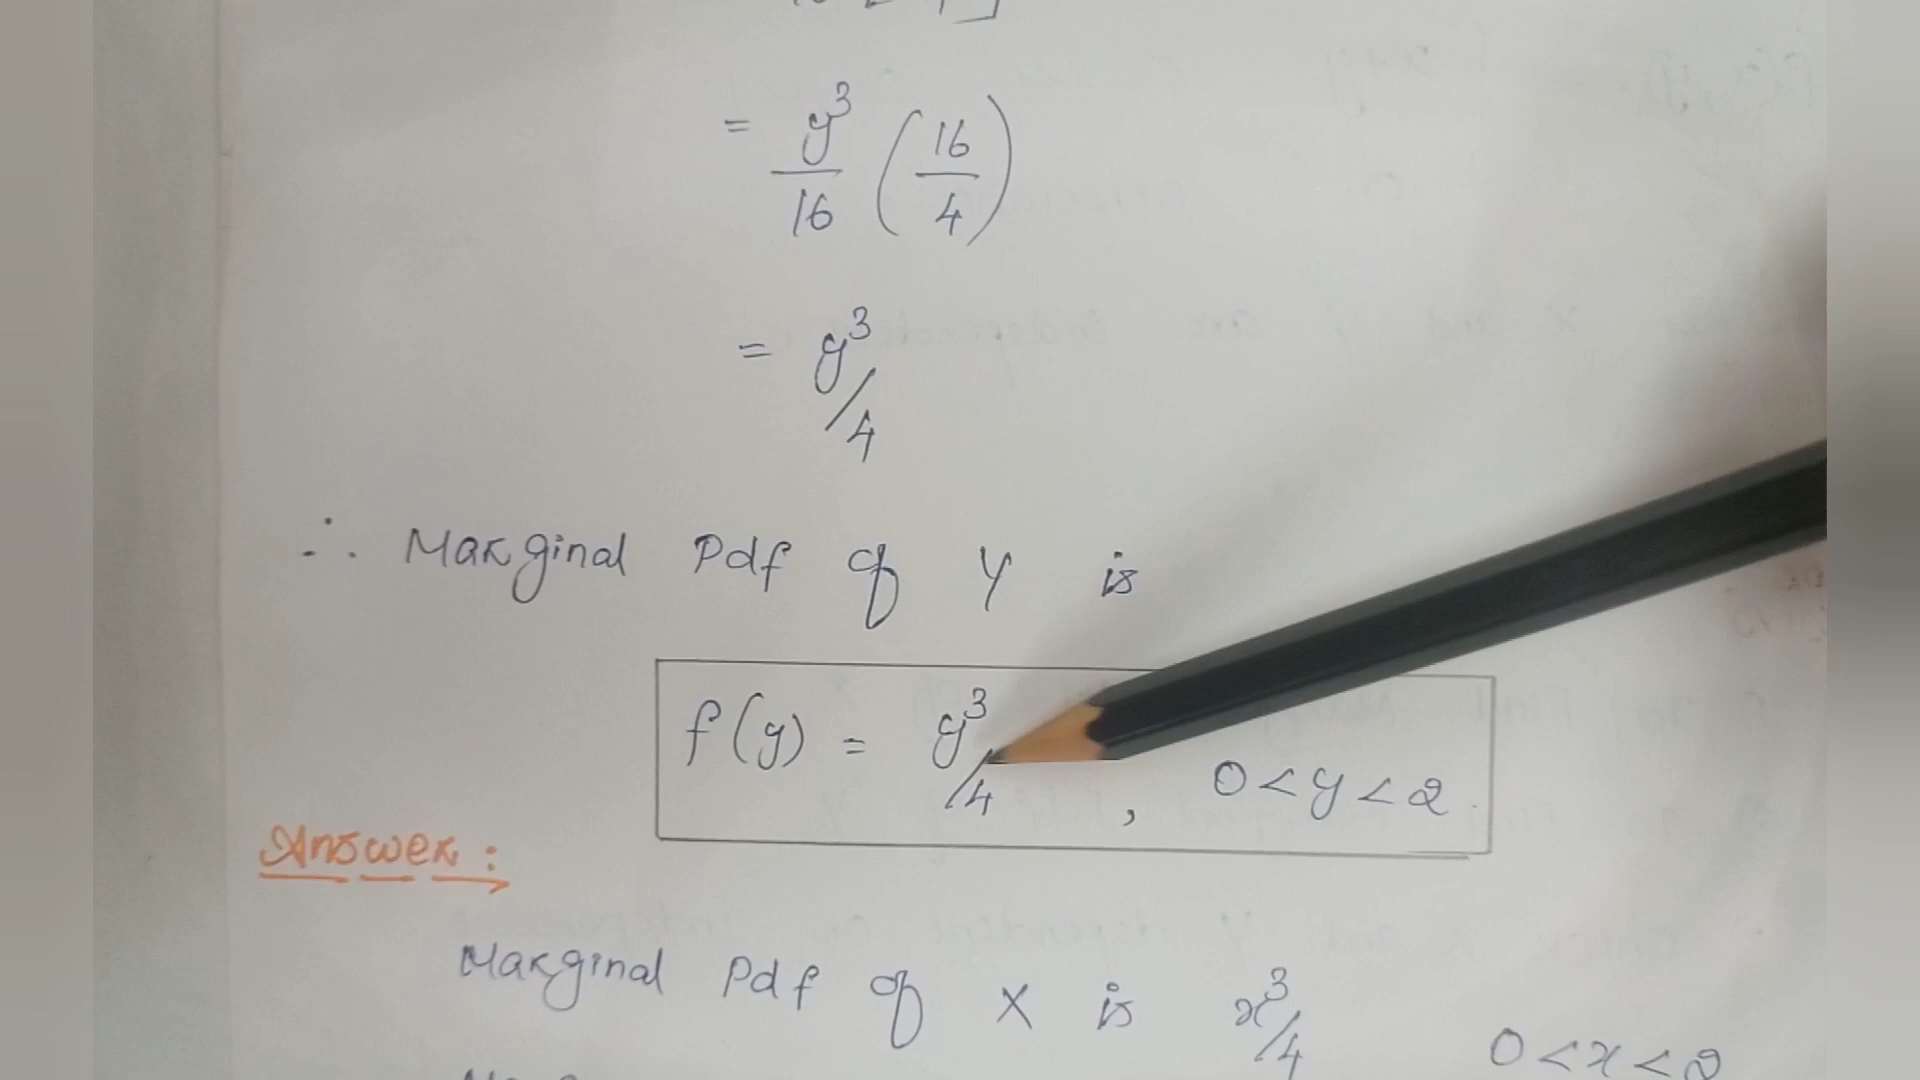 = y³/16 (16/4)
= y³/4
∴ Marginal Pdf of Y is
f(y) = y³/4 , 0<y<2.
Answer:
Marginal Pdf of X is x³/4 0<x<2